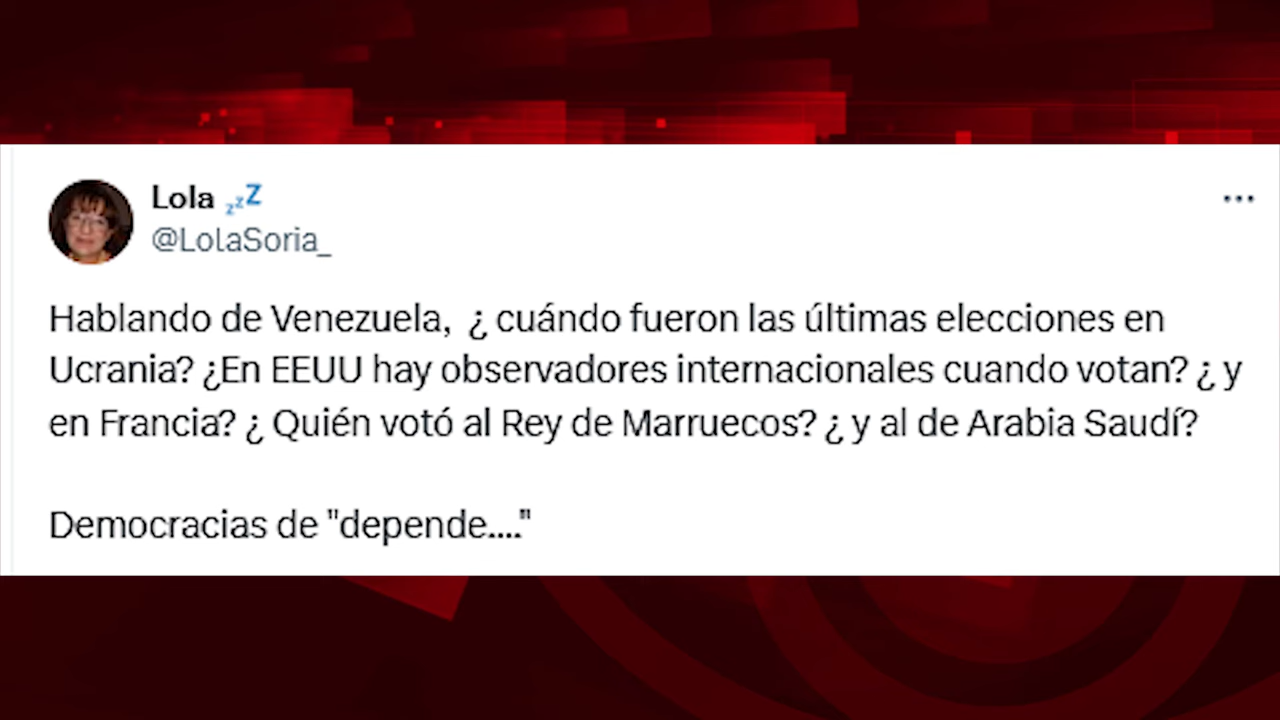 Lola 💤
@LolaSoria_
Hablando de Venezuela,  ¿ cuándo fueron las últimas elecciones en
Ucrania? ¿En EEUU hay observadores internacionales cuando votan? ¿ y
en Francia? ¿ Quién votó al Rey de Marruecos? ¿ y al de Arabia Saudí?
Democracias de "depende...."